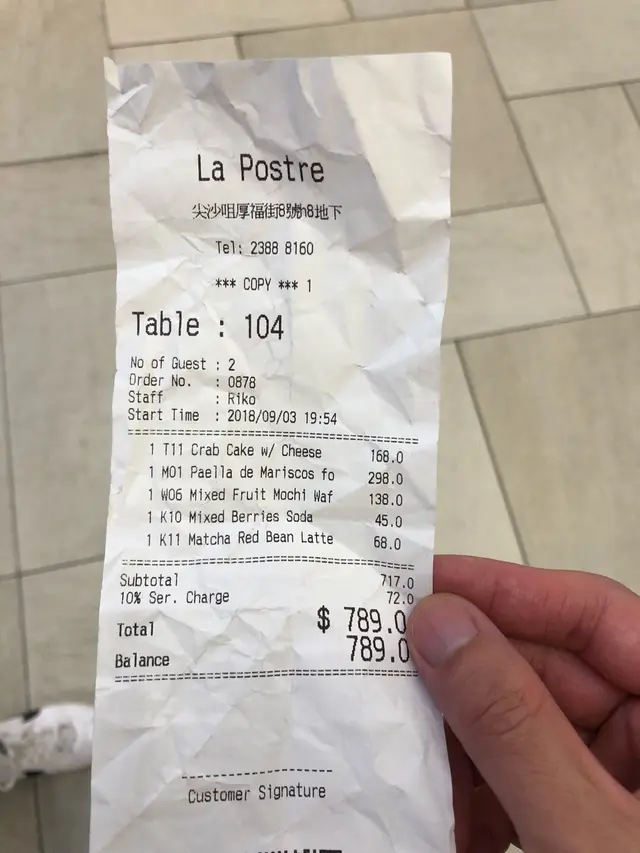 La Postre
尖沙咀厚福街8號h8地下
Tel: 2388 8160
*** COPY *** 1
Table : 104
No of Guest : 2
Order No. : 0878
Staff : Riko
Start Time : 2018/09/03 19:54
1 T11 Crab Cake w/ Cheese 168.0
1 M01 Paella de Mariscos fo 298.0
1 W06 Mixed Fruit Mochi Waf 138.0
1 K10 Mixed Berries Soda 45.0
1 K11 Matcha Red Bean Latte 68.0
Subtotal 717.0
10% Ser. Charge 72.0
Total $ 789.0
Balance 789.0
Customer Signature